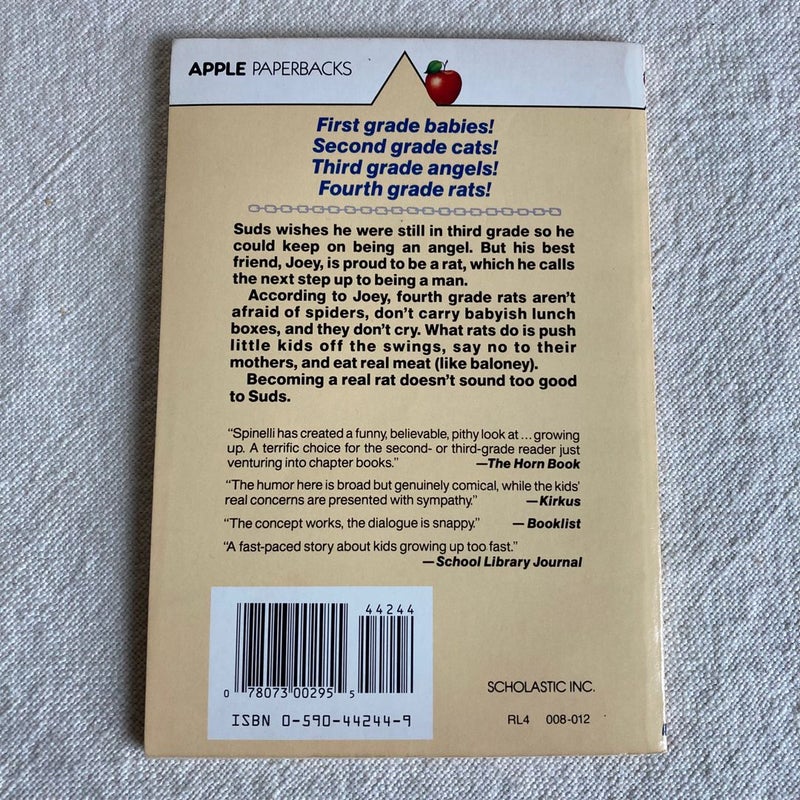 APPLE PAPERBACKS
First grade babies!
Second grade cats!
Third grade angels!
Fourth grade rats!
Suds wishes he were still in third grade so he
could keep on being an angel. But his best
friend, Joey, is proud to be a rat, which he calls
the next step up to being a man.
According to Joey, fourth grade rats aren't
afraid of spiders, don't carry babyish lunch
boxes, and they don't cry. What rats do is push
little kids off the swings, say no to their
mothers, and eat real meat (like baloney).
Becoming a real rat doesn't sound too good
to Suds.
"Spinelli has created a funny, believable, pithy look at ... growing
up. A terrific choice for the second- or third-grade reader just
venturing into chapter books." —The Horn Book
"The humor here is broad but genuinely comical, while the kids'
real concerns are presented with sympathy." —Kirkus
"The concept works, the dialogue is snappy." —Booklist
"A fast-paced story about kids growing up too fast."
—School Library Journal
44244
0 78073 00295 5
ISBN 0-590-44244-9
SCHOLASTIC INC.
RL4 008-012